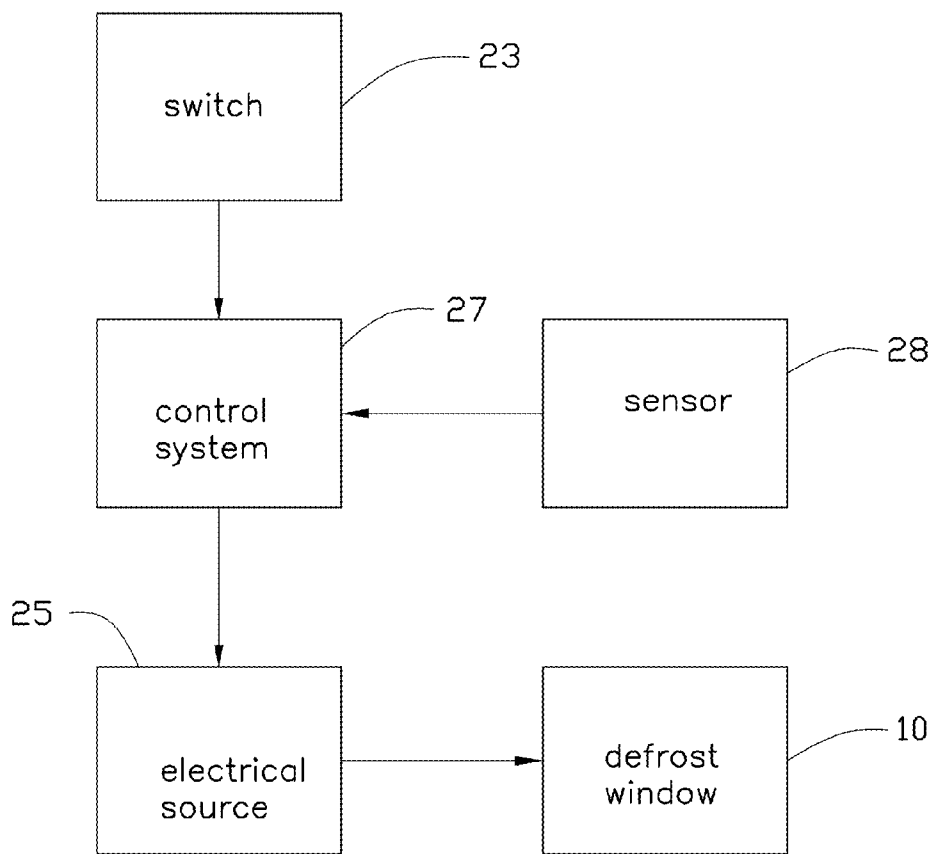 switch
23
control
system
27
sensor
28
25
electrical
source
defrost
window
10